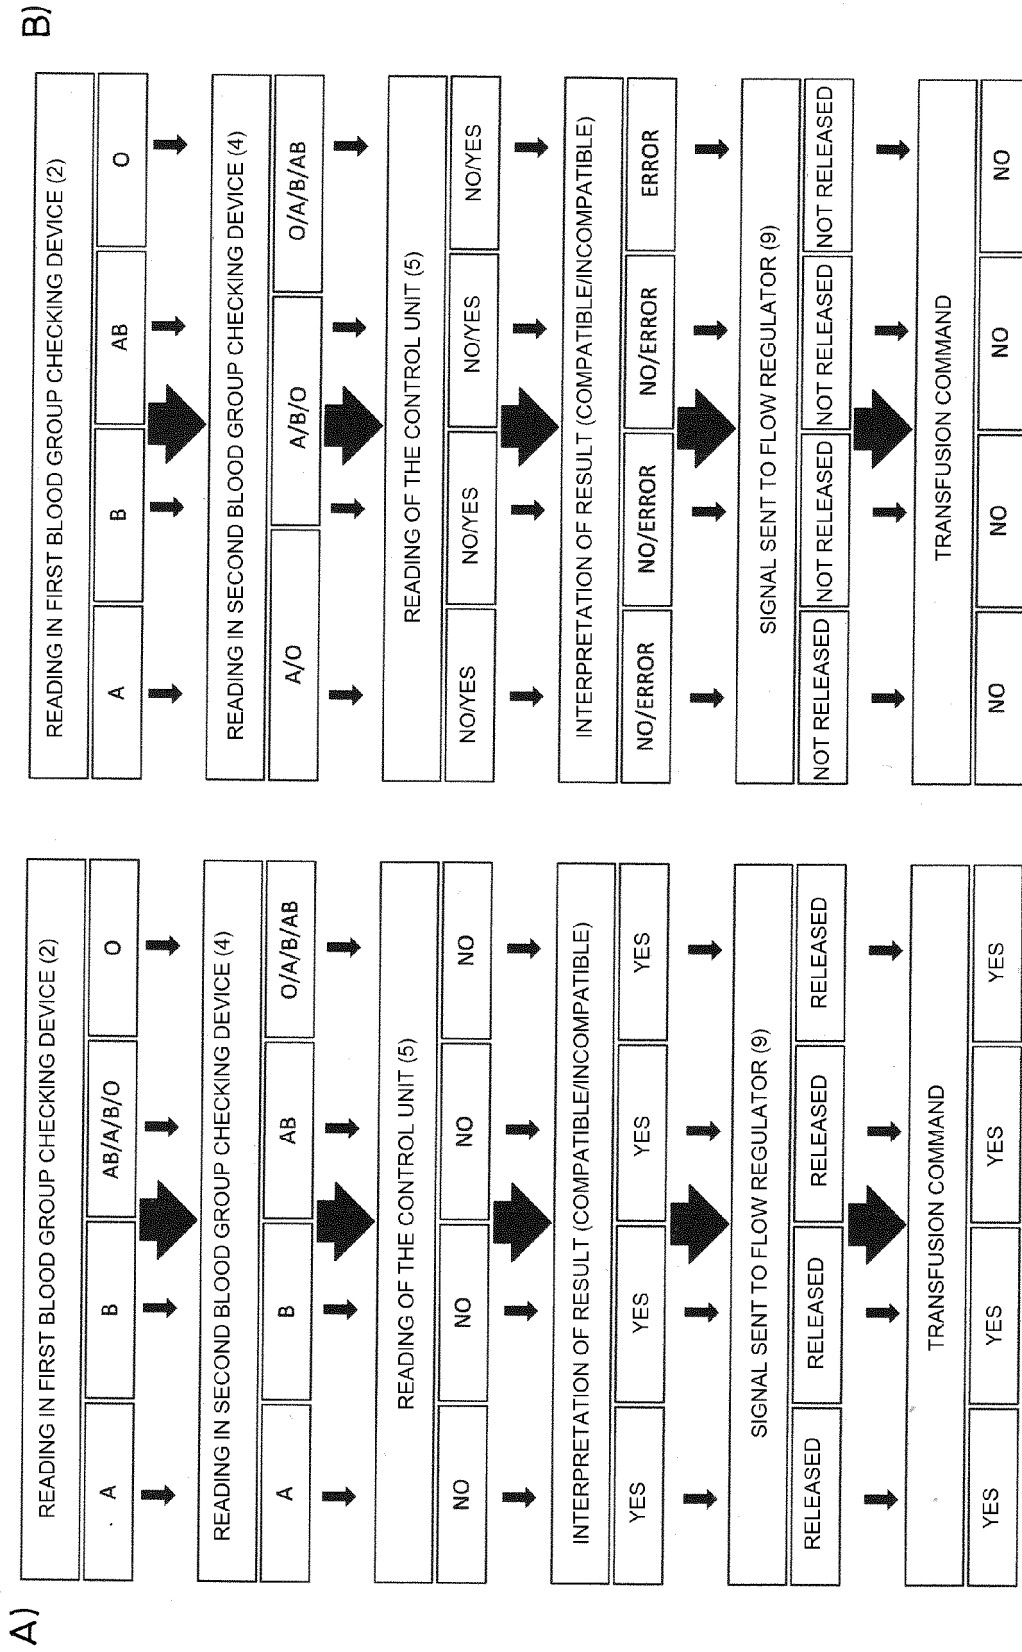 A)
READING IN FIRST BLOOD GROUP CHECKING DEVICE (2)
A B AB/A/B/O O
READING IN SECOND BLOOD GROUP CHECKING DEVICE (4)
A B AB O/A/B/AB
READING OF THE CONTROL UNIT (5)
NO NO NO NO
INTERPRETATION OF RESULT (COMPATIBLE/INCOMPATIBLE)
YES YES YES YES
SIGNAL SENT TO FLOW REGULATOR (9)
RELEASED RELEASED RELEASED RELEASED
TRANSFUSION COMMAND
YES YES YES YES
B)
READING IN FIRST BLOOD GROUP CHECKING DEVICE (2)
A B AB O
READING IN SECOND BLOOD GROUP CHECKING DEVICE (4)
A/O A/B/O O/A/B/AB
READING OF THE CONTROL UNIT (5)
NO/YES NO/YES NO/YES NO/YES
INTERPRETATION OF RESULT (COMPATIBLE/INCOMPATIBLE)
NO/ERROR NO/ERROR NO/ERROR ERROR
SIGNAL SENT TO FLOW REGULATOR (9)
NOT RELEASED NOT RELEASED NOT RELEASED NOT RELEASED
TRANSFUSION COMMAND
NO NO NO NO